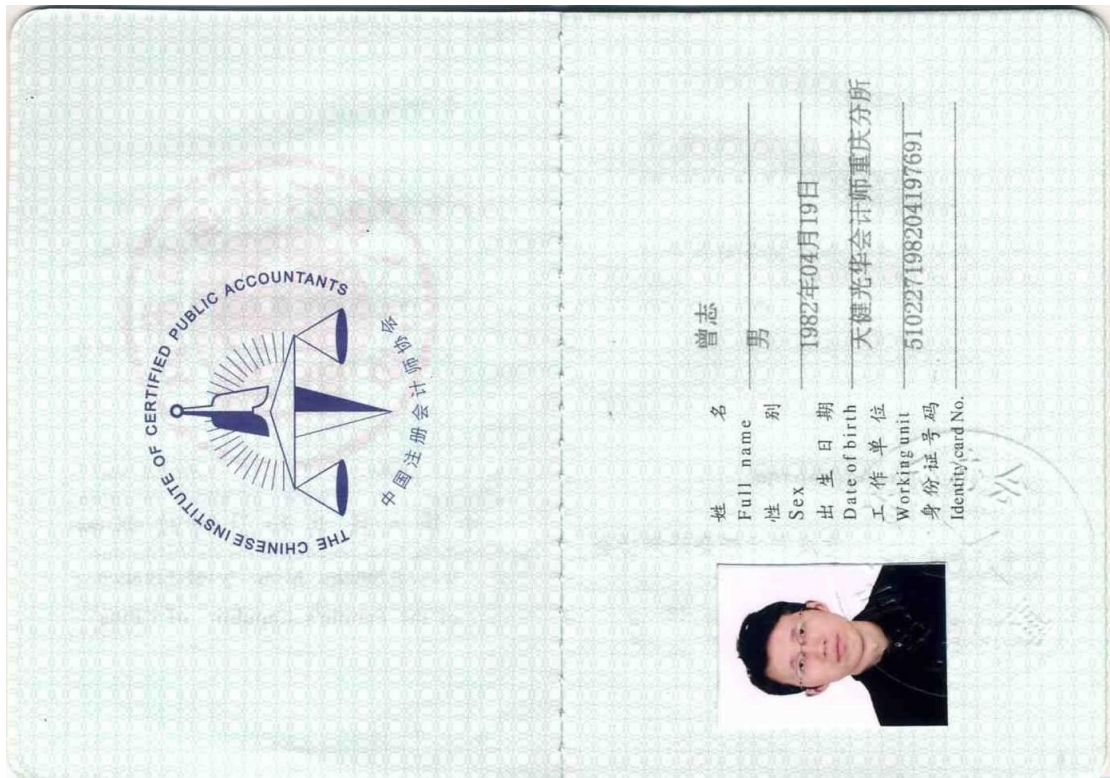 THE CHINESE INSTITUTE OF CERTIFIED PUBLIC ACCOUNTANTS
中国注册会计师协会
姓 名 曾志
Full name
性 别 男
Sex
出 生 日 期 1982年04月19日
Date of birth
工 作 单 位 天健光华会计师重庆分所
Working unit
身份证号码 510227198204197691
Identity card No.